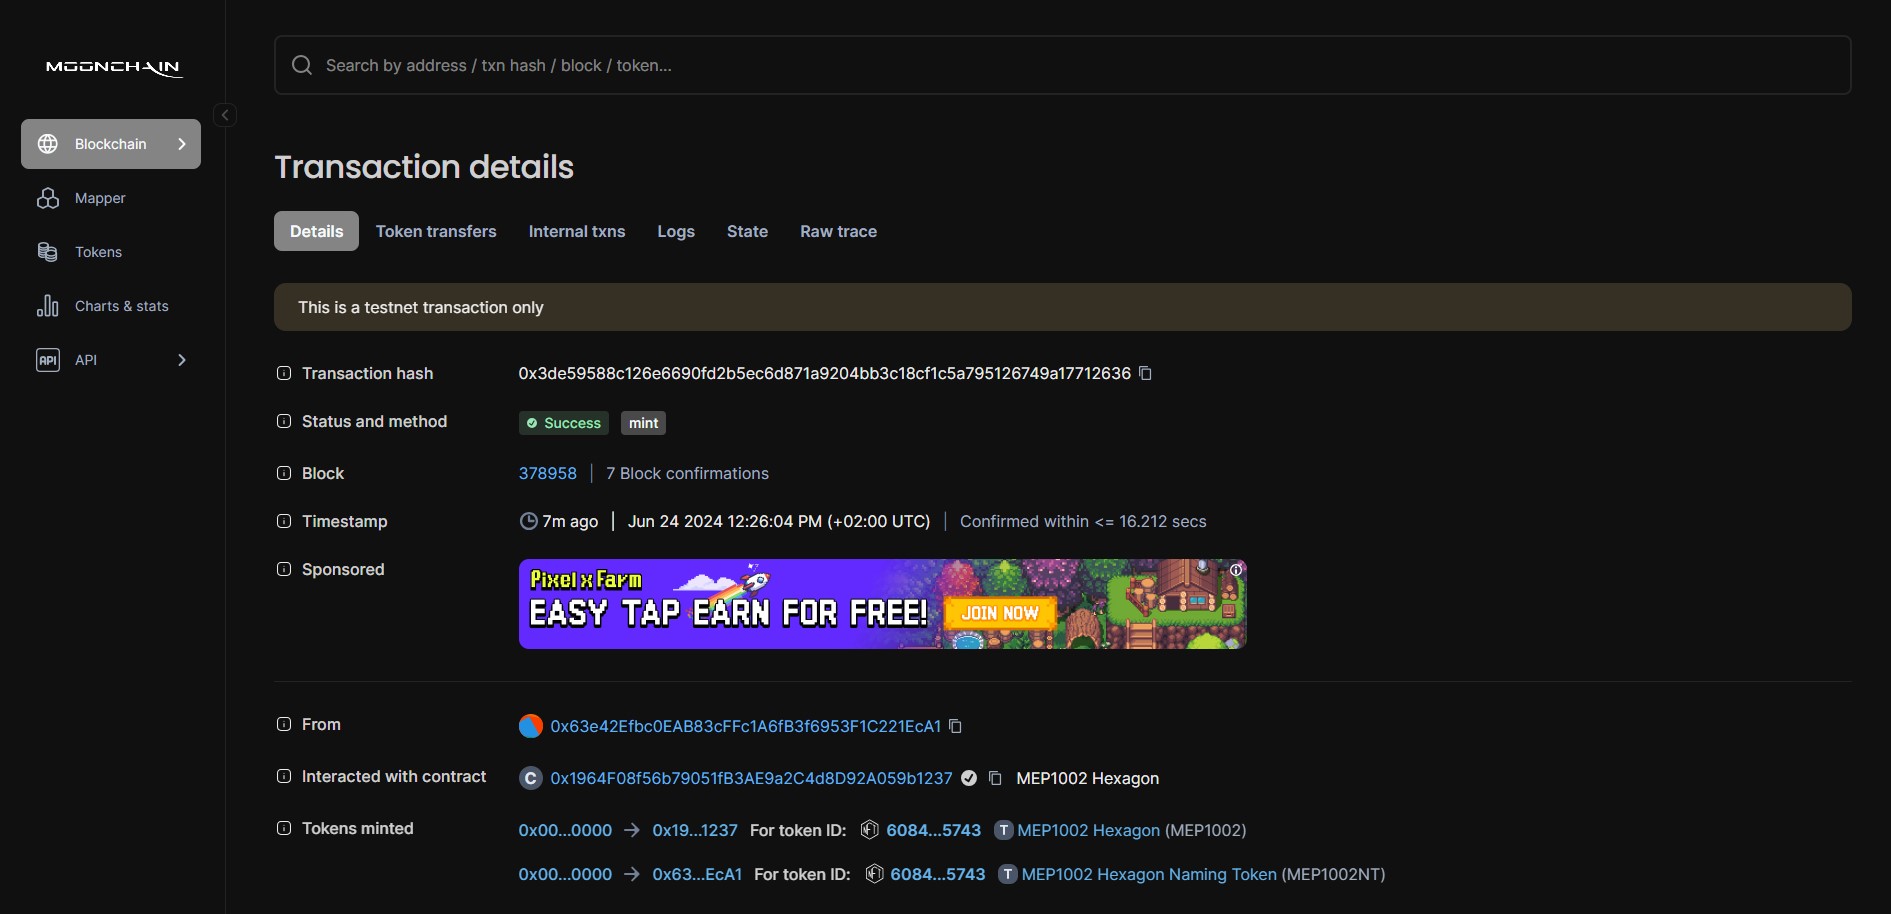 MOONCHAIN
Search by address / txn hash / block / token...
Blockchain
Mapper
Tokens
Charts & stats
API API
Transaction details
Details Token transfers Internal txns Logs State Raw trace
This is a testnet transaction only
Transaction hash 0x3de59588c126e6690fd2b5ec6d871a9204bb3c18cf1c5a795126749a17712636
Status and method Success mint
Block 378958 | 7 Block confirmations
Timestamp 7m ago | Jun 24 2024 12:26:04 PM (+02:00 UTC) | Confirmed within <= 16.212 secs
Sponsored
Pixel x Farm
EASY TAP EARN FOR FREE! JOIN NOW
From 0x63e42Efbc0EAB83cFFc1A6fB3f6953F1C221EcA1
Interacted with contract C 0x1964F08f56b79051fB3AE9a2C4d8D92A059b1237 MEP1002 Hexagon
Tokens minted 0x00...0000 → 0x19...1237 For token ID: 6084...5743 T MEP1002 Hexagon (MEP1002)
0x00...0000 → 0x63...EcA1 For token ID: 6084...5743 T MEP1002 Hexagon Naming Token (MEP1002NT)